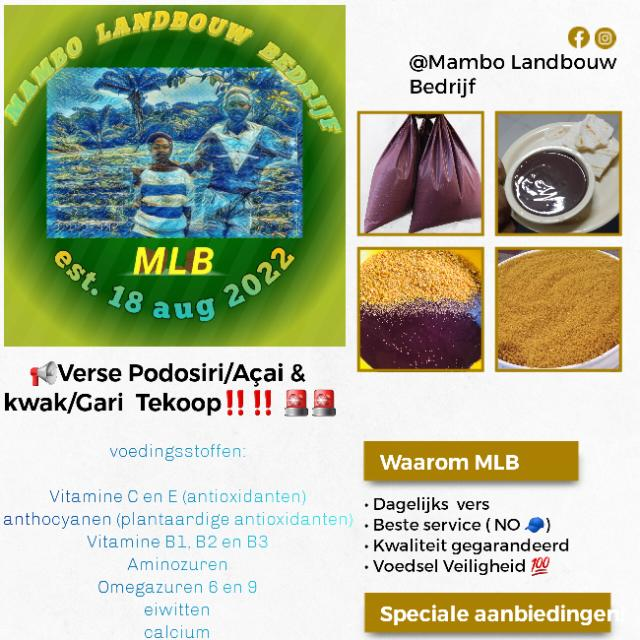 MAMBO LANDBOUW BEDRIJF
MLB
est. 18 aug 2022
@Mambo Landbouw
Bedrijf
📢Verse Podosiri/Açai &
kwak/Gari Tekoop‼️‼️ 🚨🚨
voedingsstoffen:
Vitamine C en E (antioxidanten)
anthocyanen (plantaardige antioxidanten)
Vitamine B1, B2 en B3
Aminozuren
Omegazuren 6 en 9
eiwitten
calcium
Waarom MLB
• Dagelijks vers
• Beste service ( NO 🧢)
• Kwaliteit gegarandeerd
• Voedsel Veiligheid 💯
Speciale aanbiedingen